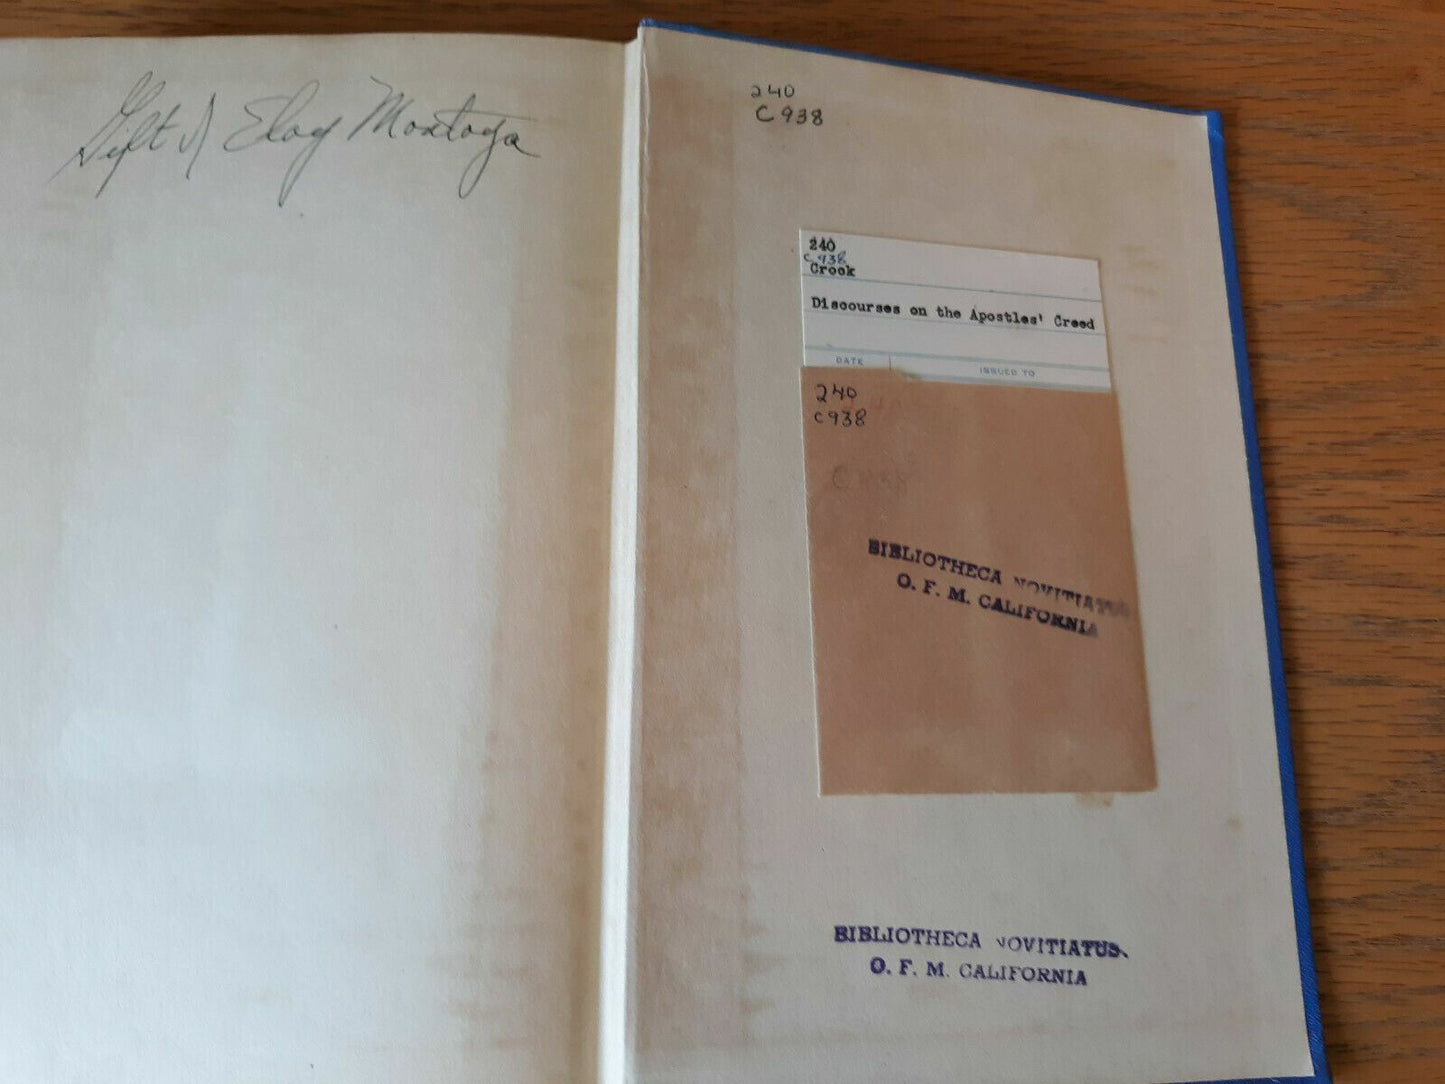 Gift of Eloy Montoya
240
C938
240
C938
Crook
Discourses on the Apostles' Creed
DATE
ISSUED TO
240
C938
BIBLIOTHECA NOVITIATUS
O. F. M. CALIFORNIA
BIBLIOTHECA NOVITIATUS.
O. F. M. CALIFORNIA